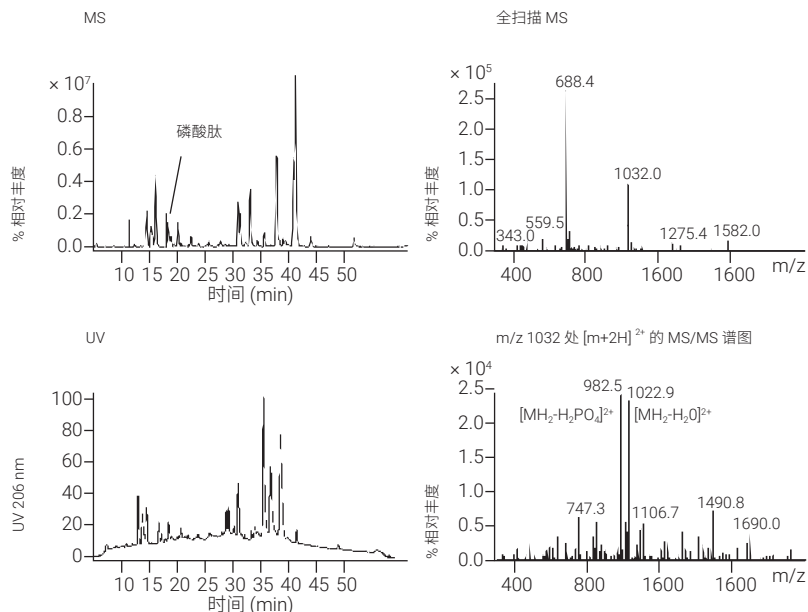 MS
× 10⁷
0.8
0.6
0.4
0.2
0.0
% 相对丰度
磷酸肽
10 15 20 25 30 35 40 45 50
时间 (min)
全扫描 MS
× 10⁵
2.5
2.0
1.5
1.0
0.5
0.0
% 相对丰度
688.4
1032.0
343.0
559.5
1275.4
1582.0
400 800 1600 1600
m/z
UV
100
80
60
40
20
0
UV 206 nm
10 15 20 25 30 35 40 45 50
时间 (min)
m/z 1032 处 [m+2H] ²⁺ 的 MS/MS 谱图
× 10⁴
2.5
2.0
1.5
1.0
0.5
0.0
% 相对丰度
982.5
1022.9
[MH₂-H₂PO₄]²⁺
[MH₂-H₂0]²⁺
747.3
1106.7
1490.8
1690.0
400 800 1600 1600
m/z